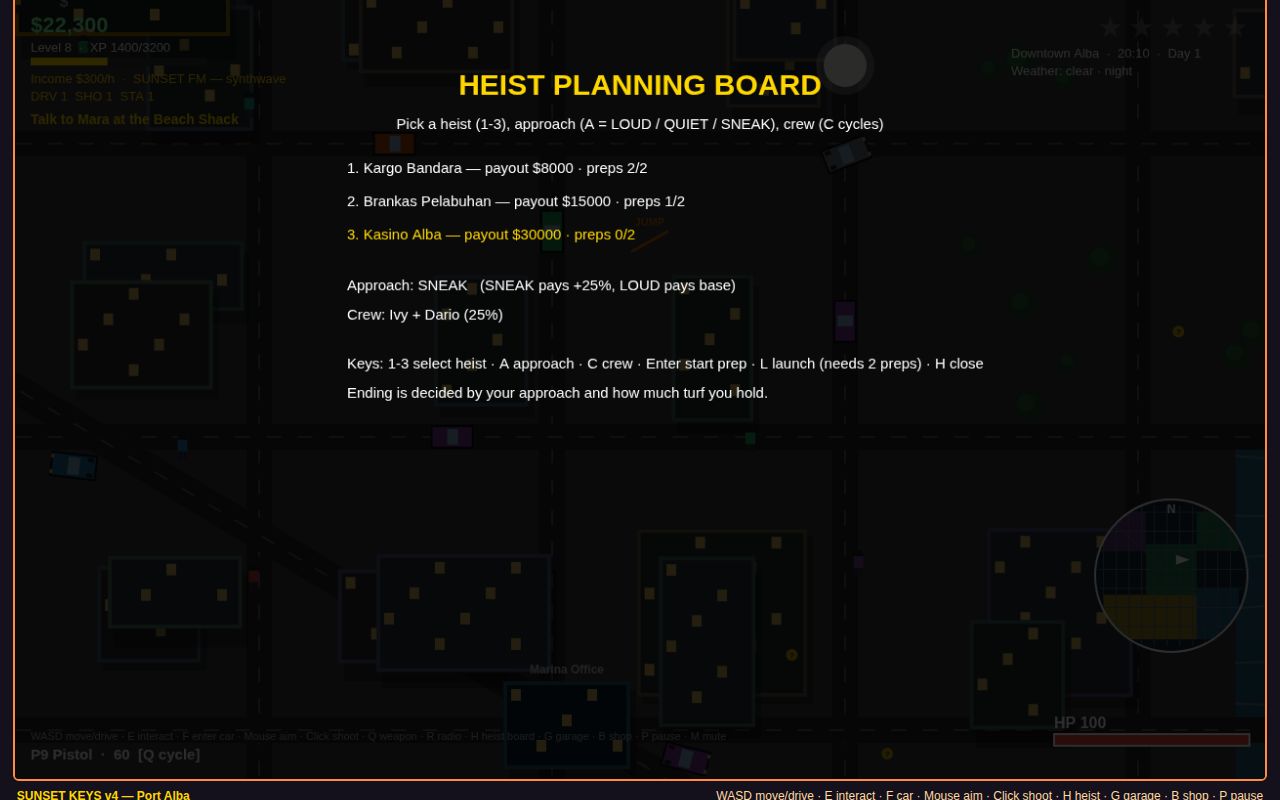 $
$22,300
Level 8 · XP 1400/3200
Income $300/h · SUNSET FM — synthwave
DRV 1 SHO 1 STA 1
Talk to Mara at the Beach Shack
★ ★ ★ ★ ★
Downtown Alba · 20:10 · Day 1
Weather: clear · night
HEIST PLANNING BOARD
Pick a heist (1-3), approach (A = LOUD / QUIET / SNEAK), crew (C cycles)
1. Kargo Bandara — payout $8000 · preps 2/2
2. Brankas Pelabuhan — payout $15000 · preps 1/2
JUMP
3. Kasino Alba — payout $30000 · preps 0/2
Approach: SNEAK (SNEAK pays +25%, LOUD pays base)
Crew: Ivy + Dario (25%)
Keys: 1-3 select heist · A approach · C crew · Enter start prep · L launch (needs 2 preps) · H close
Ending is decided by your approach and how much turf you hold.
N
?
?
?
Marina Office
HP 100
WASD move/drive · E interact · F enter car · Mouse aim · Click shoot · Q weapon · R radio · H heist board · G garage · B shop · P pause · M mute
P9 Pistol · 60 [Q cycle]
SUNSET KEYS v4 — Port Alba
WASD move/drive · E interact · F car · Mouse aim · Click shoot · H heist · G garage · B shop · P pause